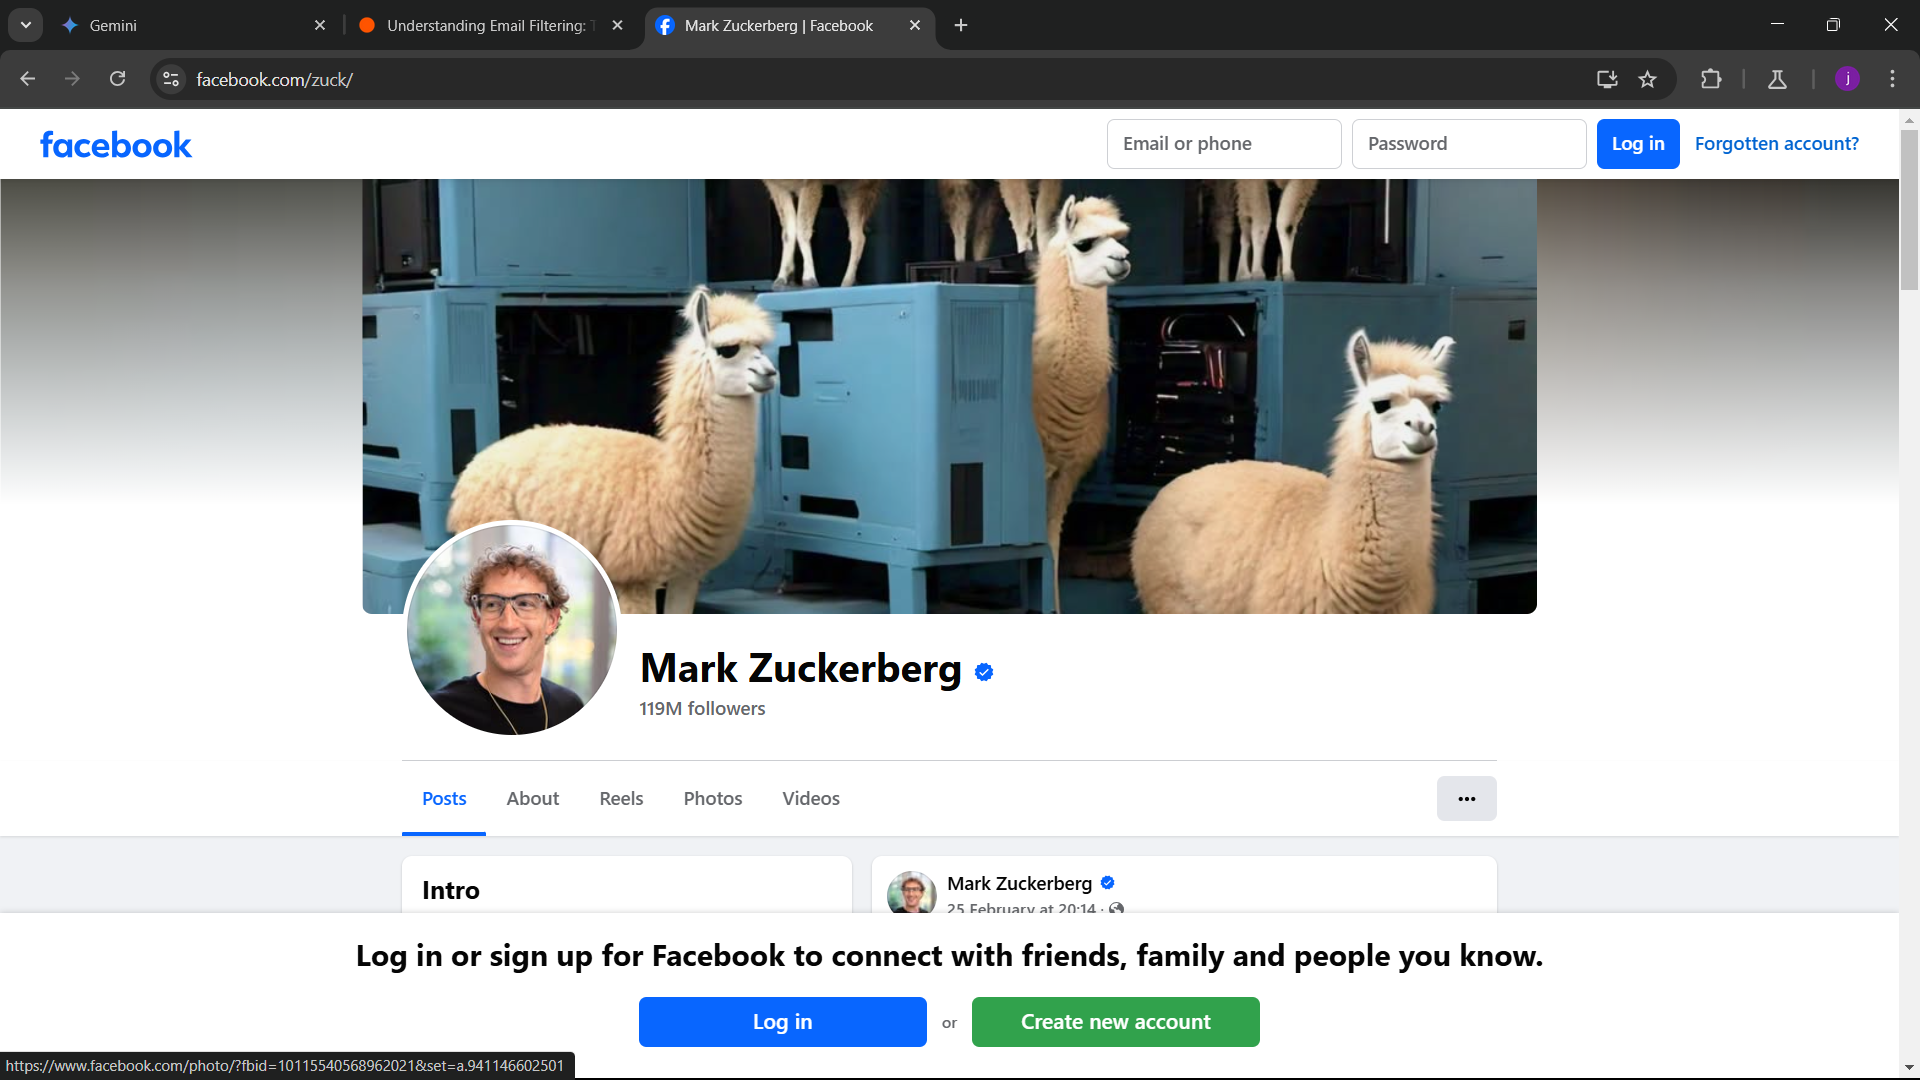 Gemini
Understanding Email Filtering:
Mark Zuckerberg | Facebook
facebook.com/zuck/
j
facebook
Email or phone
Password
Log in
Forgotten account?
Mark Zuckerberg
119M followers
Posts
About
Reels
Photos
Videos
Intro
Mark Zuckerberg
25 February at 20:14 ·
Log in or sign up for Facebook to connect with friends, family and people you know.
Log in
or
Create new account
https://www.facebook.com/photo/?fbid=10115540568962021&set=a.941146602501